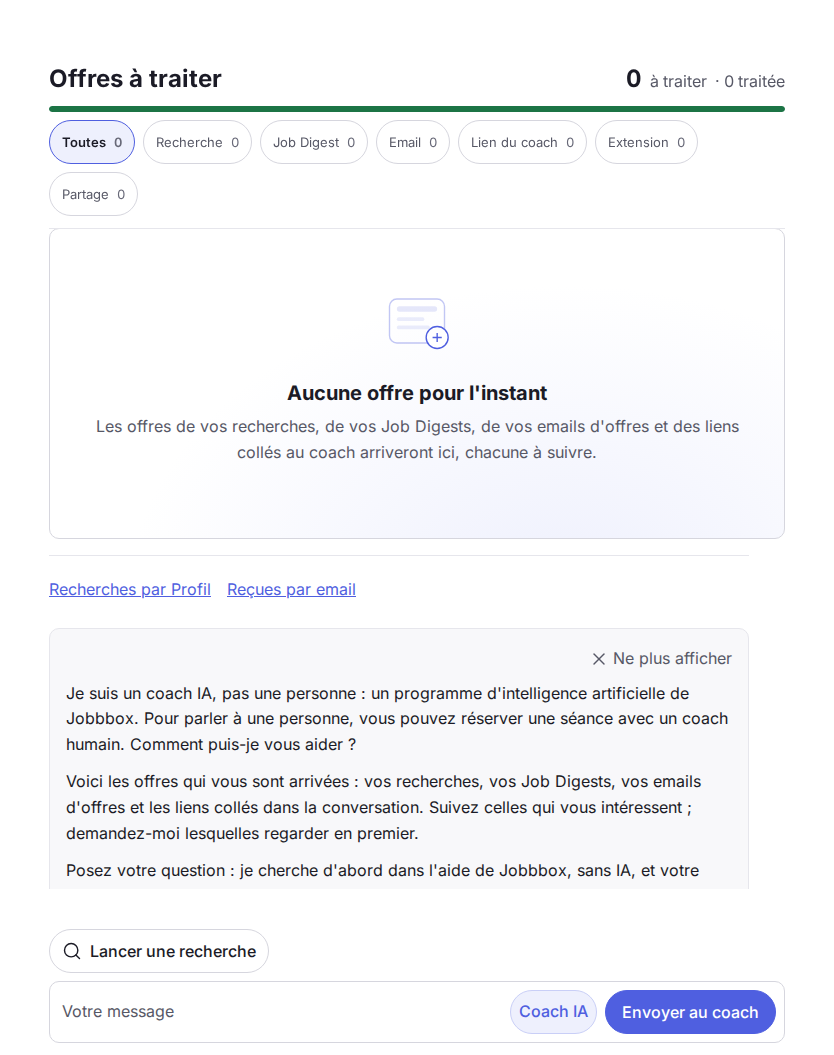 Offres à traiter
0 à traiter · 0 traitée
Toutes 0 Recherche 0 Job Digest 0 Email 0 Lien du coach 0 Extension 0
Partage 0
Aucune offre pour l'instant
Les offres de vos recherches, de vos Job Digests, de vos emails d'offres et des liens
collés au coach arriveront ici, chacune à suivre.
Recherches par Profil Reçues par email
Ne plus afficher
Je suis un coach IA, pas une personne : un programme d'intelligence artificielle de
Jobbbox. Pour parler à une personne, vous pouvez réserver une séance avec un coach
humain. Comment puis-je vous aider ?
Voici les offres qui vous sont arrivées : vos recherches, vos Job Digests, vos emails
d'offres et les liens collés dans la conversation. Suivez celles qui vous intéressent ;
demandez-moi lesquelles regarder en premier.
Posez votre question : je cherche d'abord dans l'aide de Jobbbox, sans IA, et votre
Lancer une recherche
Votre message Coach IA Envoyer au coach